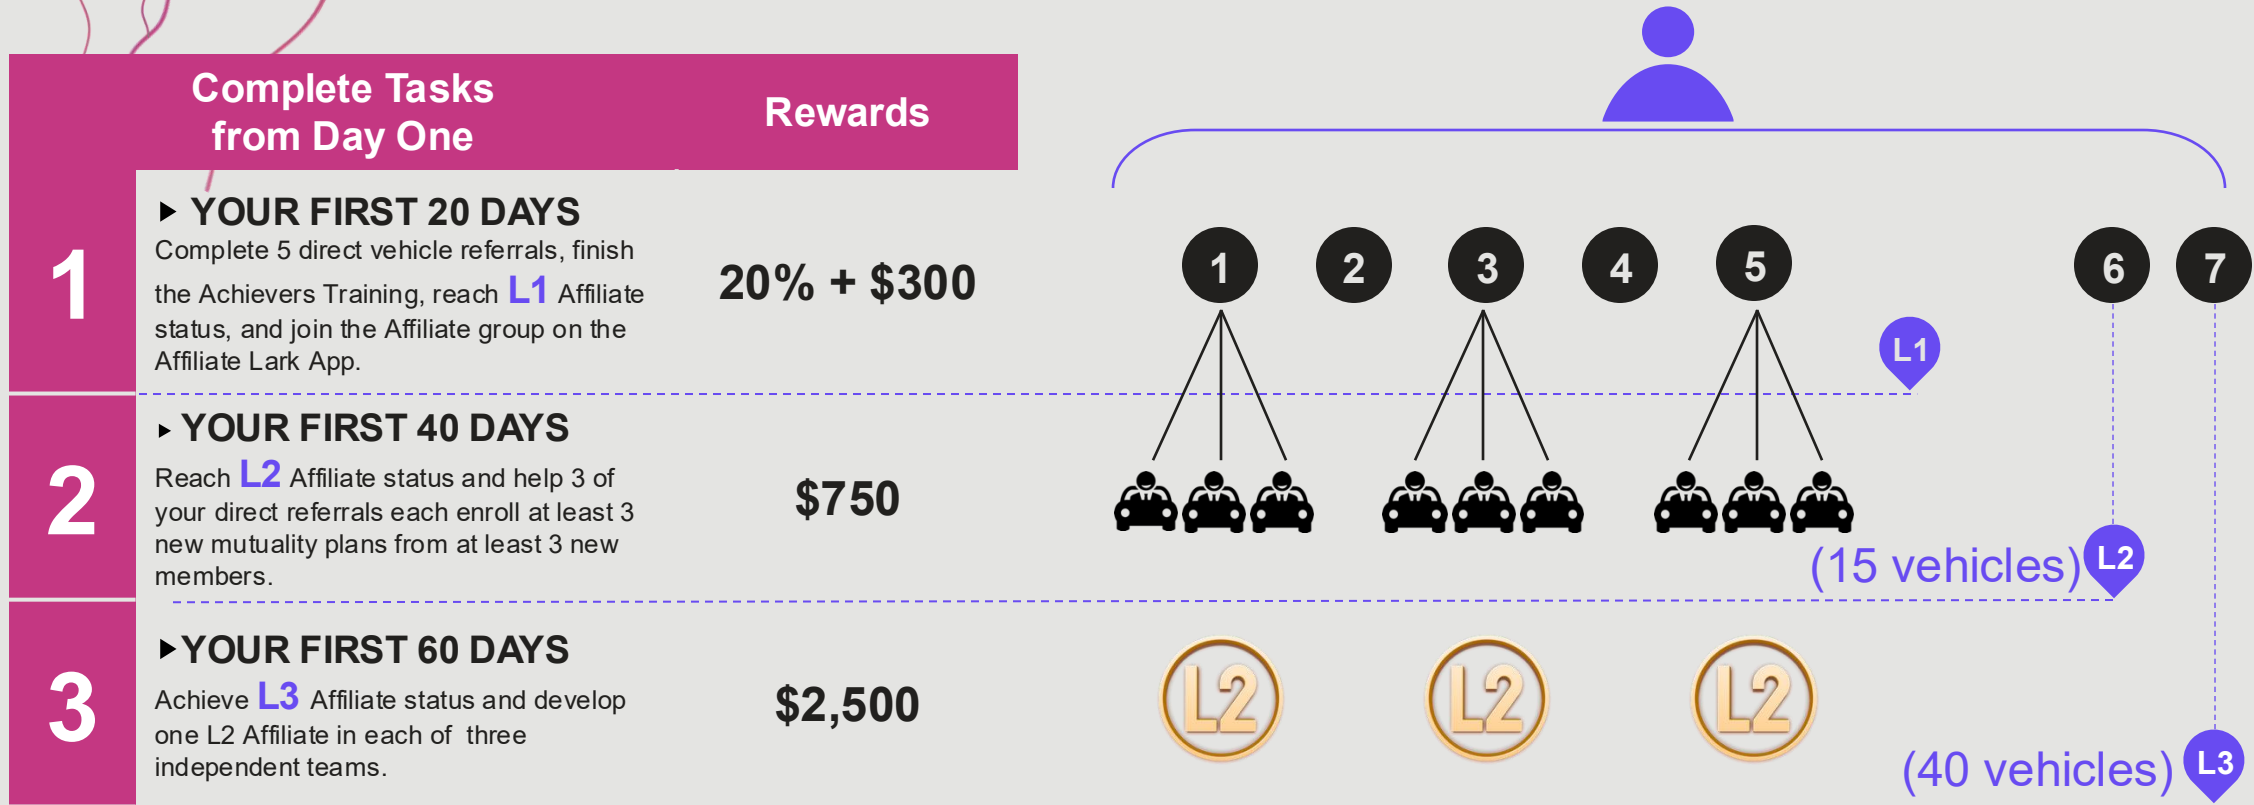 Complete Tasks
from Day One
Rewards
1
YOUR FIRST 20 DAYS
Complete 5 direct vehicle referrals, finish
the Achievers Training, reach L1 Affiliate
status, and join the Affiliate group on the
Affiliate Lark App.
20% + $300
1 2 3 4 5 6 7
L1
2
YOUR FIRST 40 DAYS
Reach L2 Affiliate status and help 3 of
your direct referrals each enroll at least 3
new mutuality plans from at least 3 new
members.
$750
(15 vehicles) L2
3
YOUR FIRST 60 DAYS
Achieve L3 Affiliate status and develop
one L2 Affiliate in each of three
independent teams.
$2,500
L2 L2 L2
(40 vehicles) L3